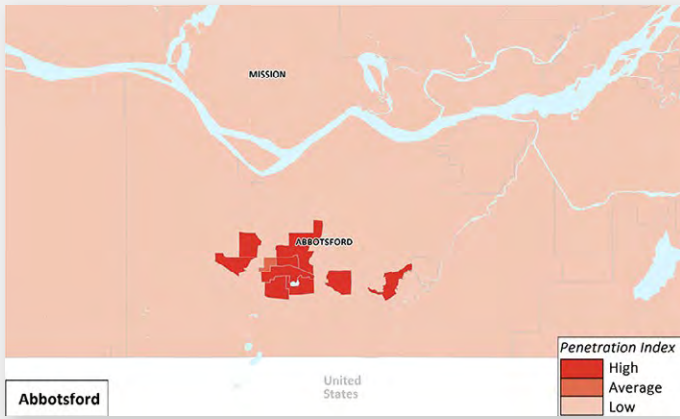 MISSION
ABBOTSFORD
Penetration Index
High
Average
Low
Abbotsford
United
States